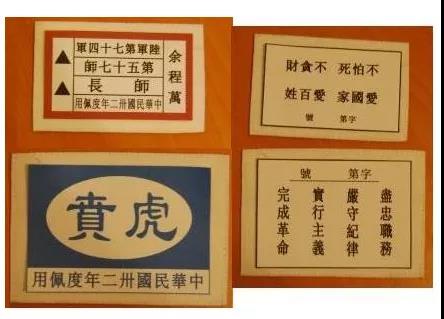 余程萬
陸軍第七十四軍
第五十七師
師長
中華民國卅二年度佩用
不怕死 不貪財
愛國家 愛百姓
字第 號
虎賁
中華民國卅二年度佩用
字第 號
盡忠職務
嚴守紀律
實行主義
完成革命